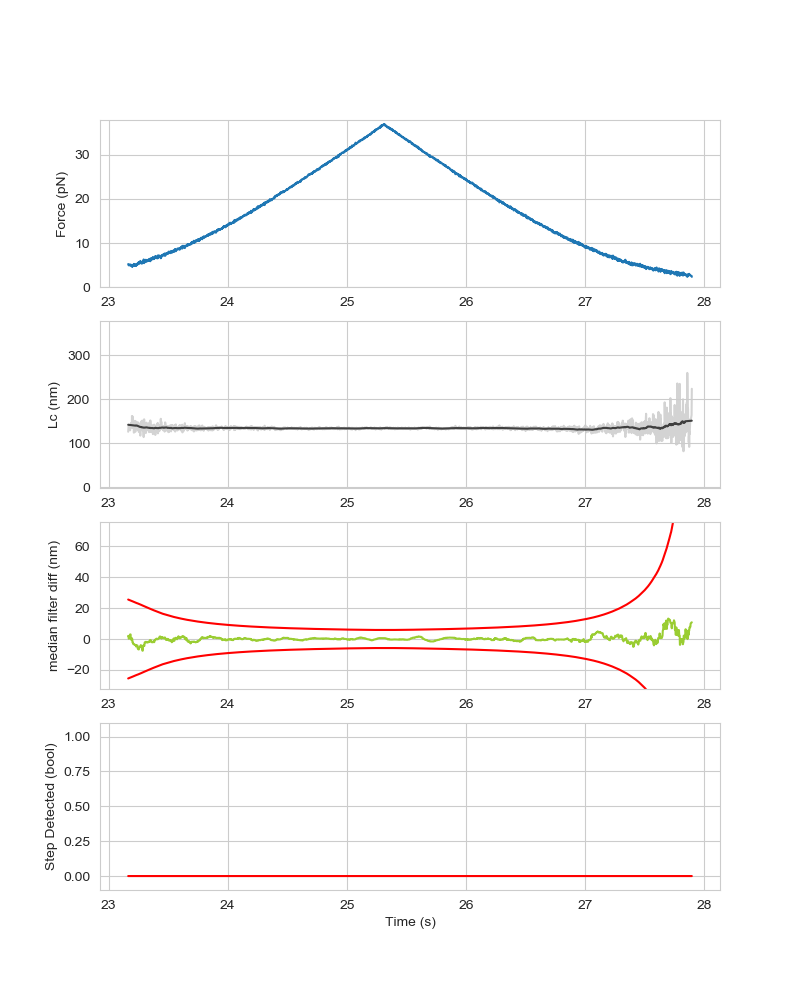 Force (pN)
30
20
10
0
23 24 25 26 27 28
Lc (nm)
300
200
100
0
23 24 25 26 27 28
median filter diff (nm)
60
40
20
0
−20
23 24 25 26 27 28
Step Detected (bool)
1.00
0.75
0.50
0.25
0.00
23 24 25 26 27 28
Time (s)